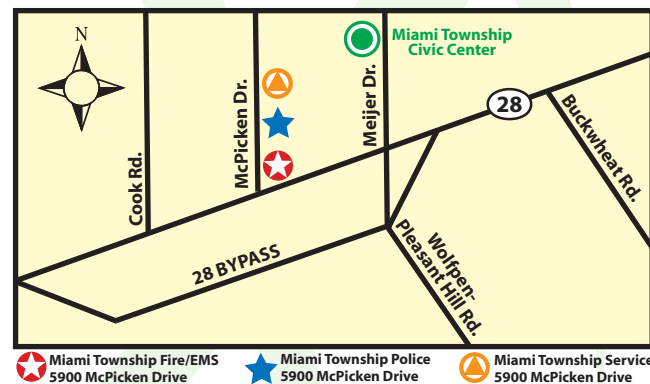 N
Miami Township
Civic Center
28
Cook Rd.
McPicken Dr.
Meijer Dr.
Buckwheat Rd.
28 BYPASS
Wolfpen-
Pleasant Hill Rd.
Miami Township Fire/EMS
5900 McPicken Drive
Miami Township Police
5900 McPicken Drive
Miami Township Service
5900 McPicken Drive